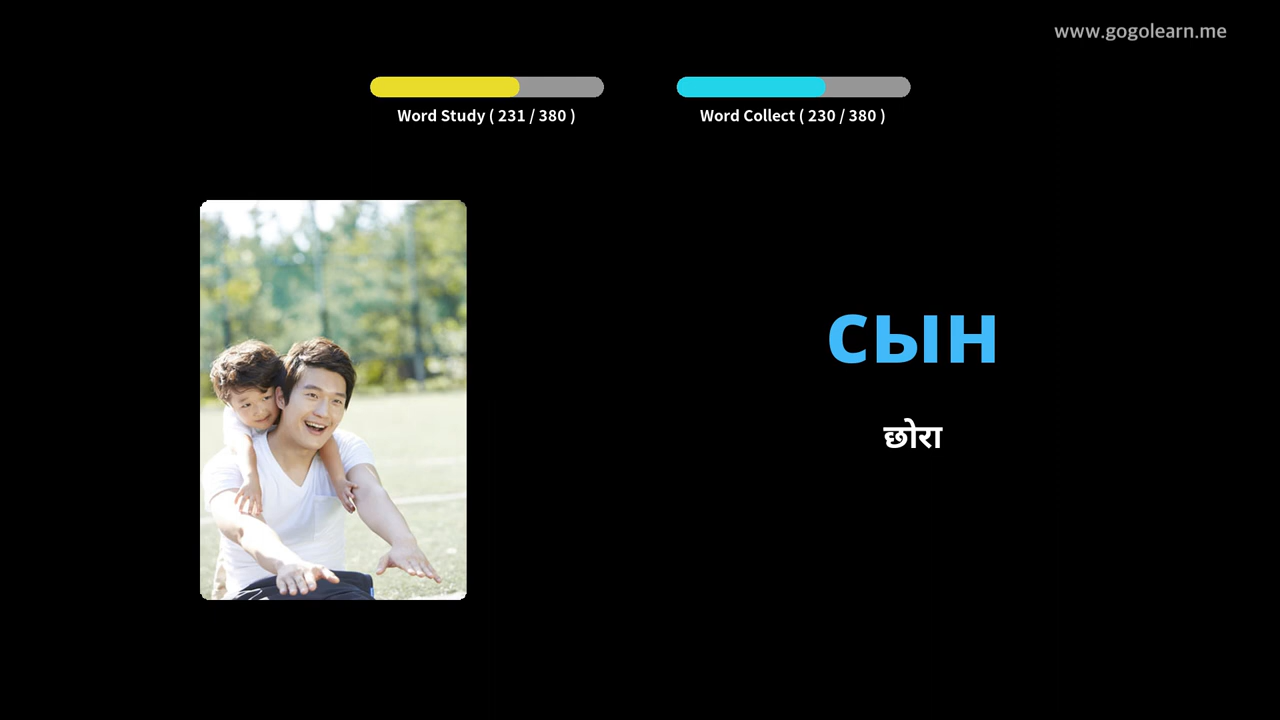 www.gogolearn.me
Word Study ( 231 / 380 )
Word Collect ( 230 / 380 )
сын
छोरा